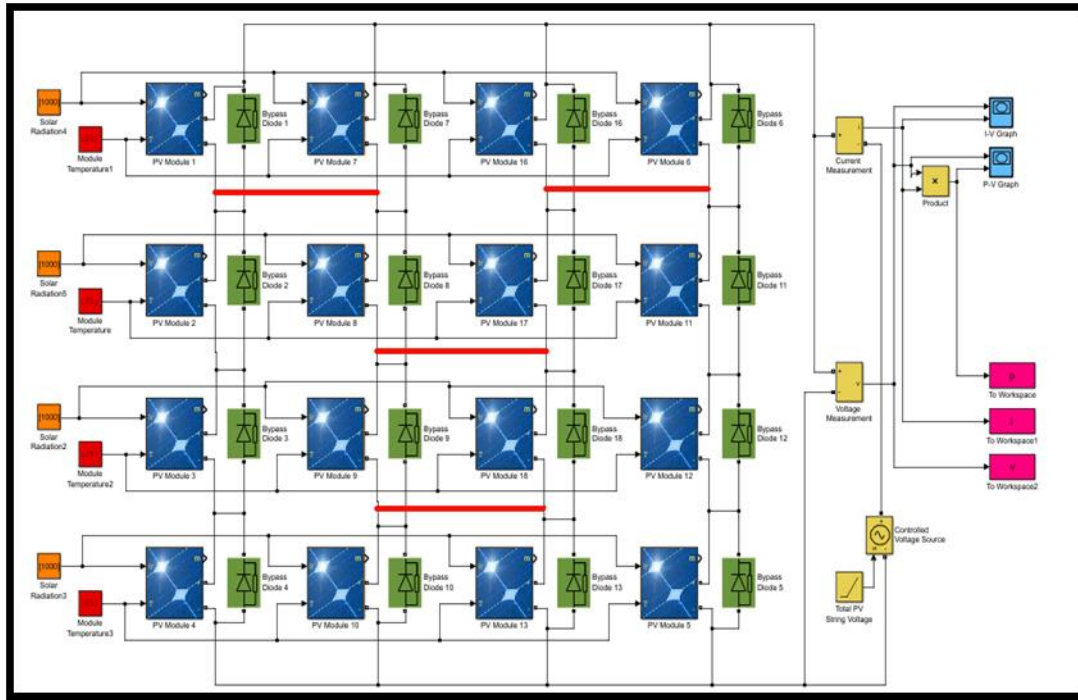 Bypass
Diode 1
Bypass
Diode 7
Bypass
Diode 16
Bypass
Diode 6
[1000]
Solar
Radiation4
Module
Temperature1
PV Module 1
PV Module 7
PV Module 16
PV Module 6
Current
Measurement
I-V Graph
P-V Graph
Product
Bypass
Diode 2
Bypass
Diode 8
Bypass
Diode 17
Bypass
Diode 11
[1000]
Solar
Radiation5
Module
Temperature
PV Module 2
PV Module 8
PV Module 17
PV Module 11
Voltage
Measurement
To Workspace
To Workspace1
To Workspace2
Bypass
Diode 3
Bypass
Diode 9
Bypass
Diode 18
Bypass
Diode 12
[1000]
Solar
Radiation2
Module
Temperature2
PV Module 3
PV Module 9
PV Module 18
PV Module 12
Controlled
Voltage Source
Total PV
String Voltage
Bypass
Diode 4
Bypass
Diode 10
Bypass
Diode 13
Bypass
Diode 5
[1000]
Solar
Radiation3
Module
Temperature3
PV Module 4
PV Module 10
PV Module 13
PV Module 5